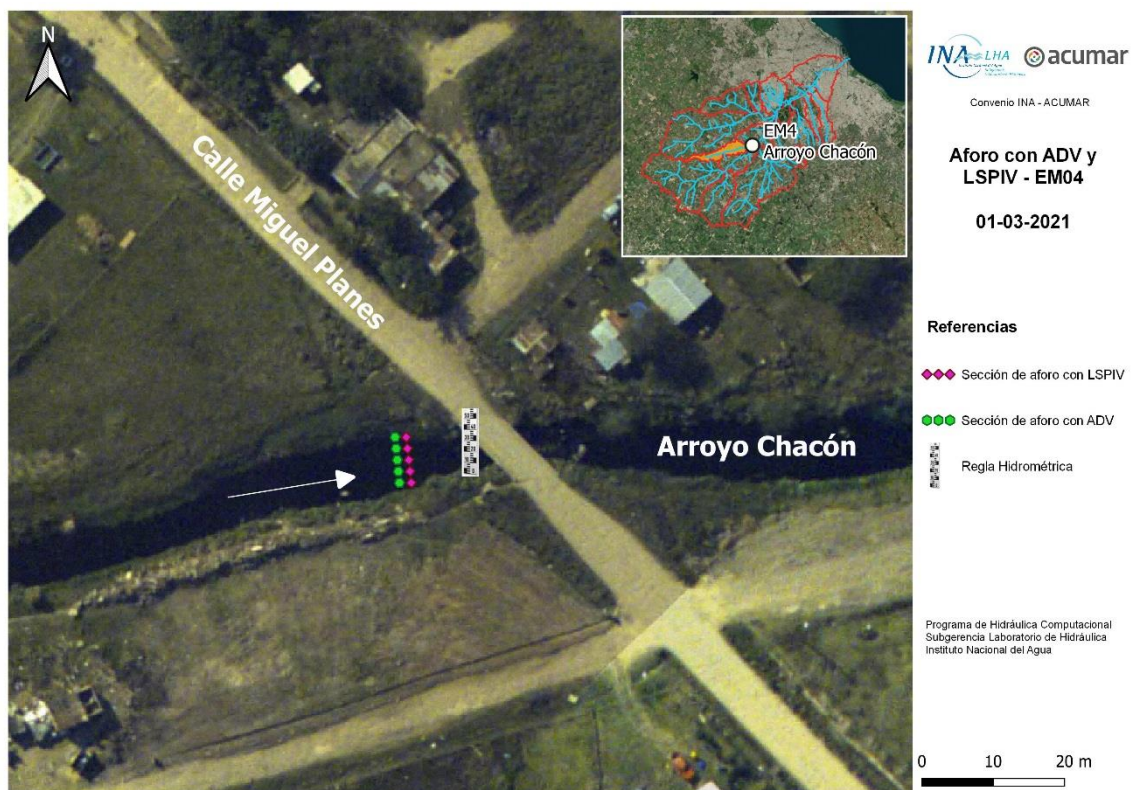 N
Calle Miguel Planes
Arroyo Chacón
EM4
Arroyo Chacón
INA LHA
acumar
Convenio INA - ACUMAR
Aforo con ADV y
LSPIV - EM04
01-03-2021
Referencias
Sección de aforo con LSPIV
Sección de aforo con ADV
Regla Hidrométrica
Programa de Hidráulica Computacional
Subgerencia Laboratorio de Hidráulica
Instituto Nacional del Agua
0 10 20 m